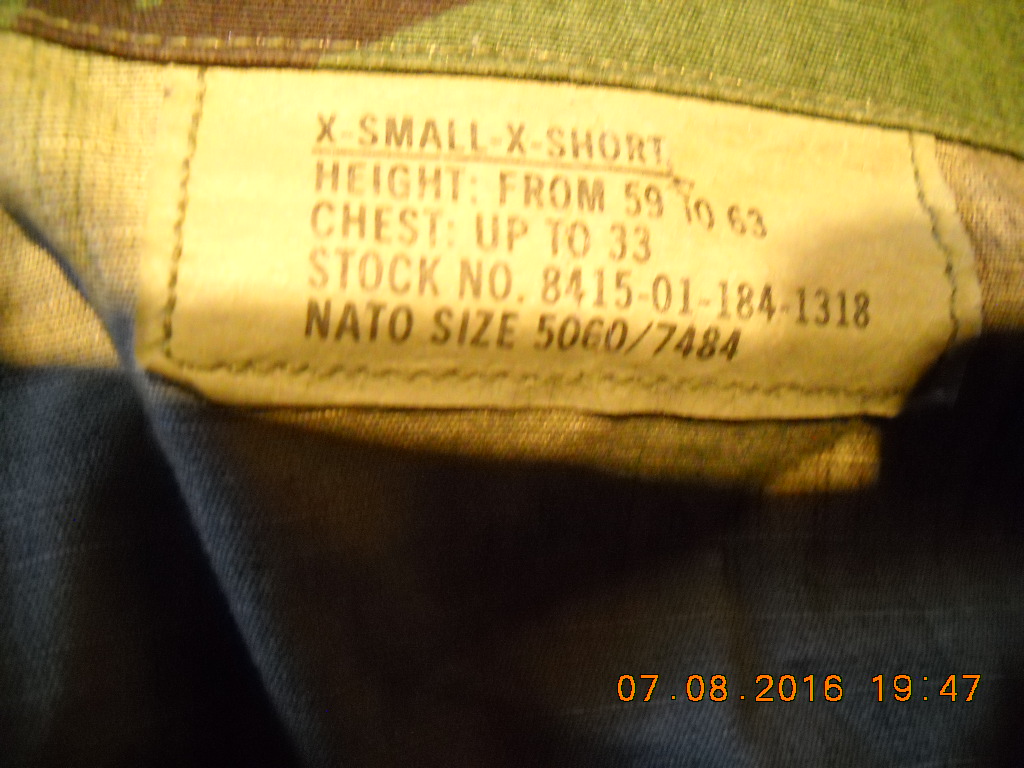 X-SMALL-X-SHORT
HEIGHT: FROM 59 TO 63
CHEST: UP TO 33
STOCK NO. 8415-01-184-1318
NATO SIZE 5060/7484
07.08.2016 19:47